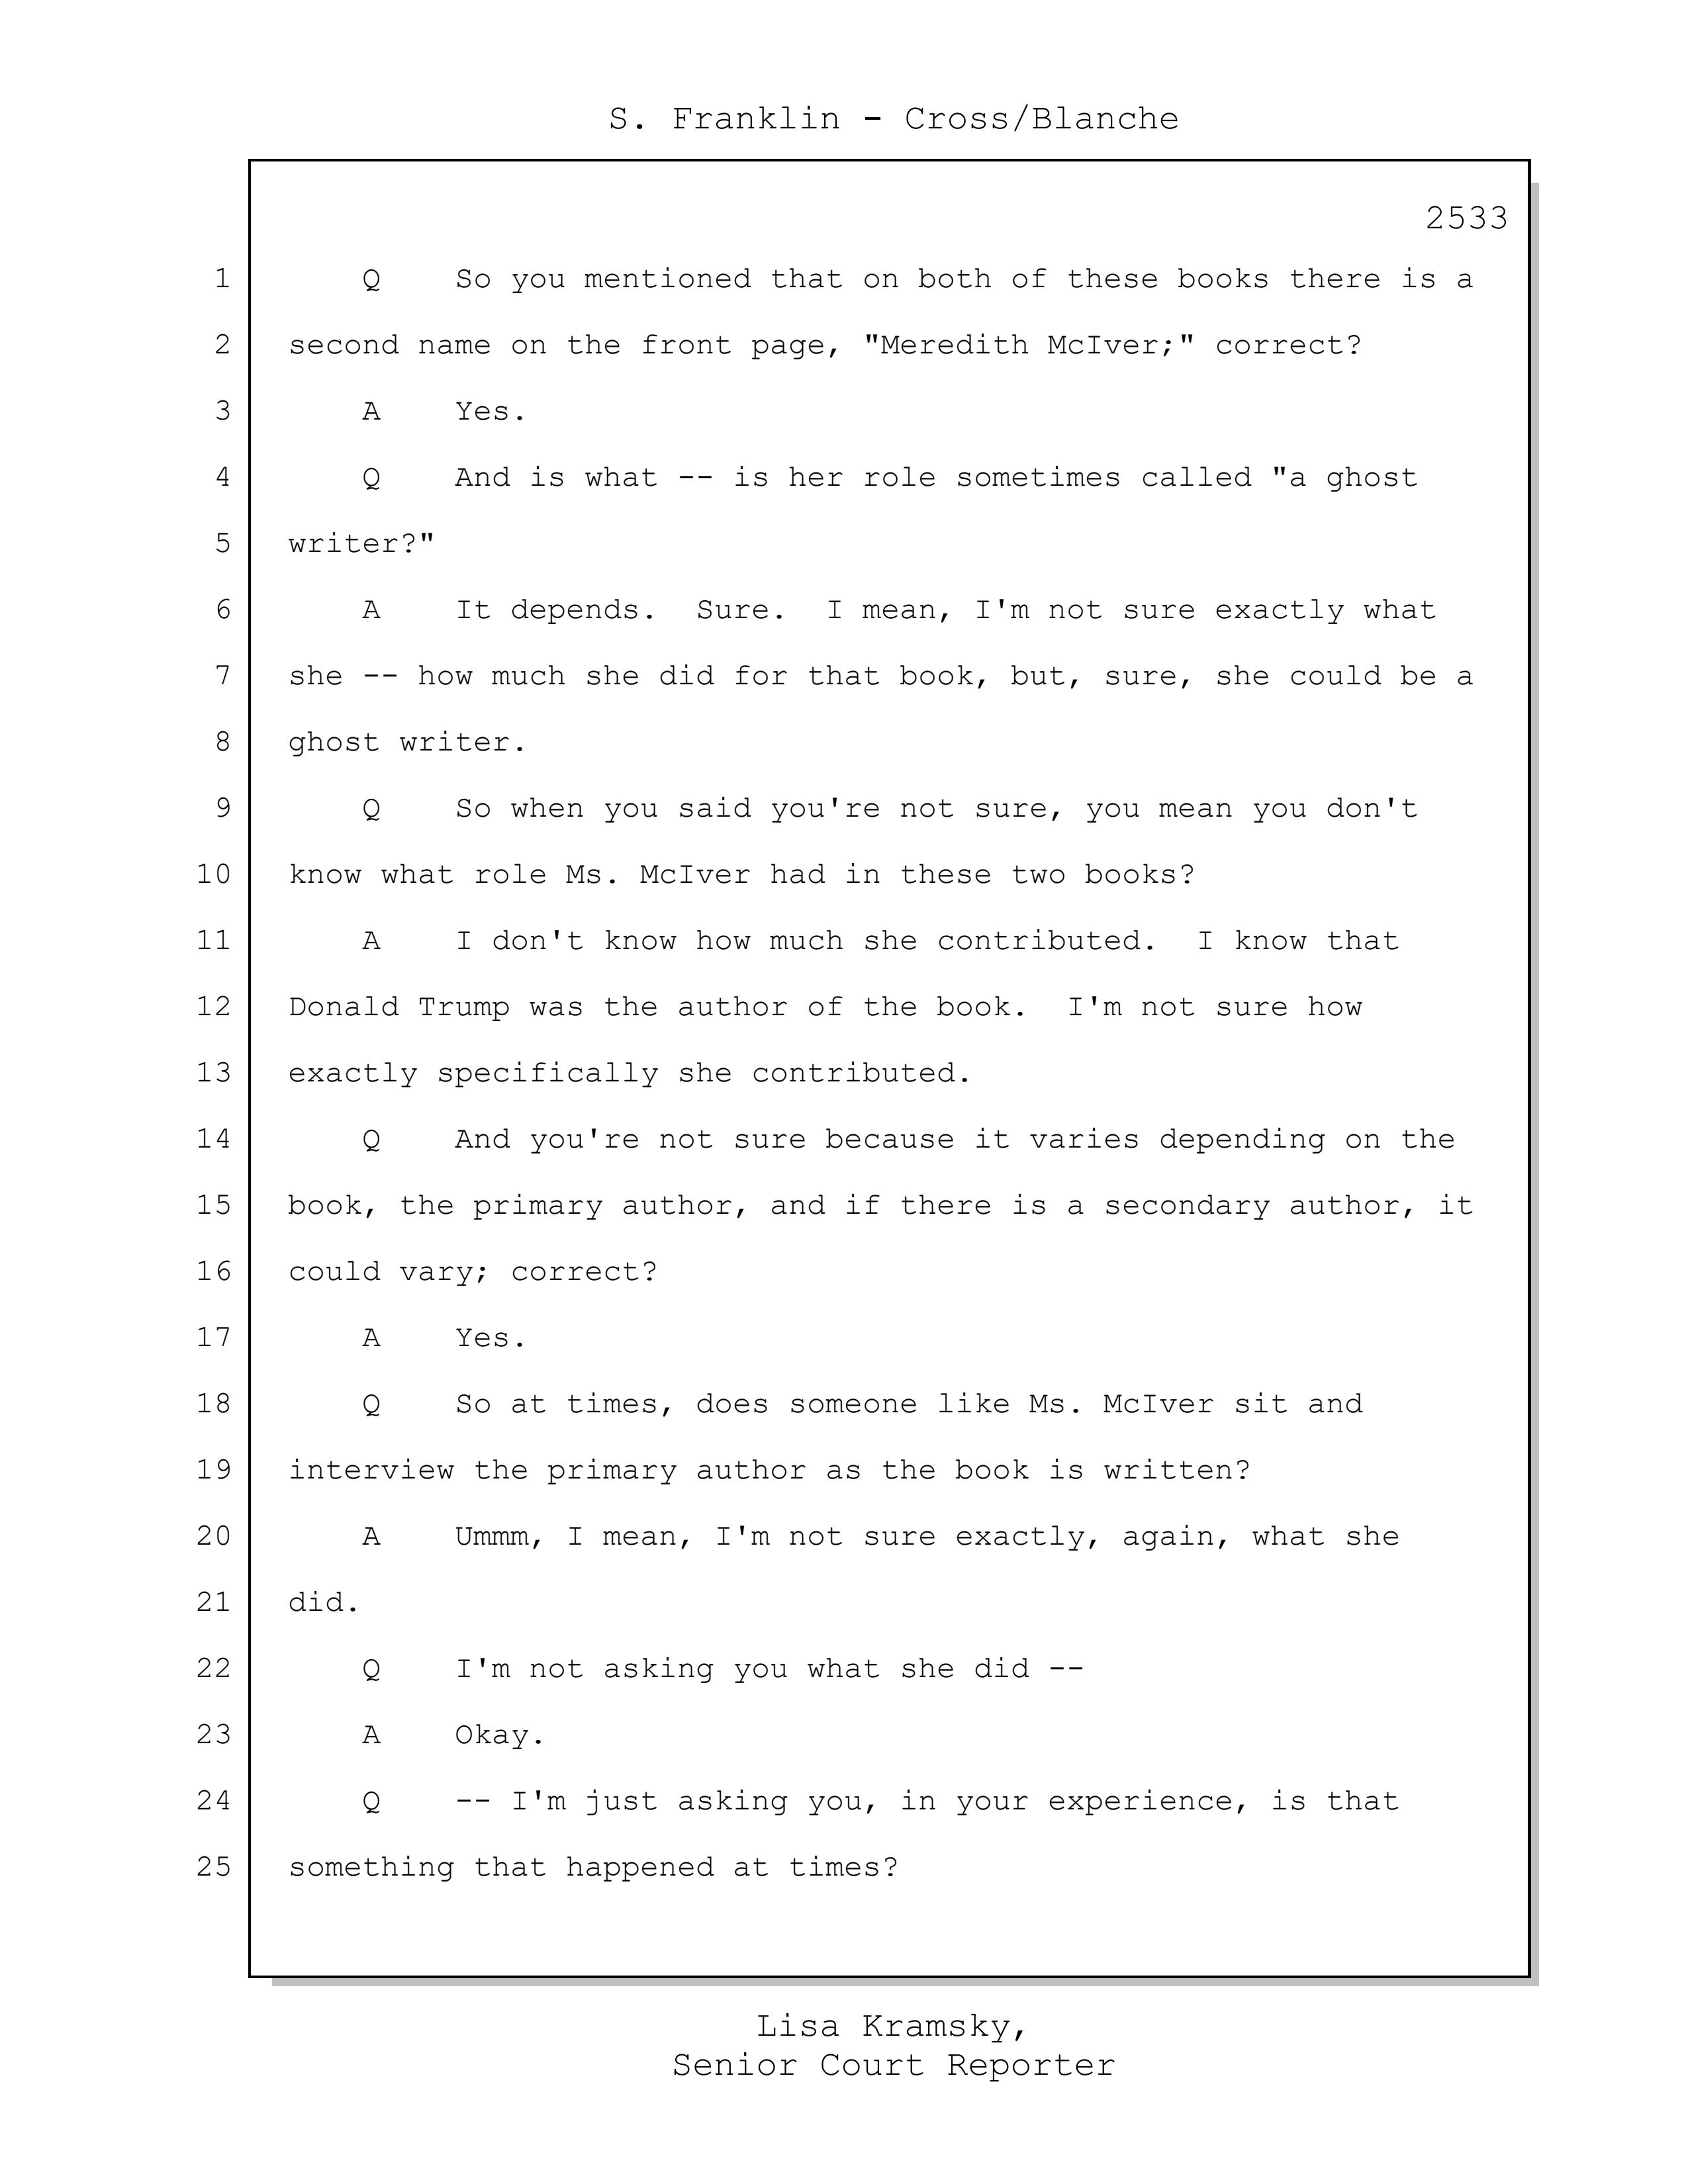 S. Franklin - Cross/Blanche
2533
1 Q So you mentioned that on both of these books there is a
2 second name on the front page, "Meredith McIver;" correct?
3 A Yes.
4 Q And is what -- is her role sometimes called "a ghost
5 writer?"
6 A It depends. Sure. I mean, I'm not sure exactly what
7 she -- how much she did for that book, but, sure, she could be a
8 ghost writer.
9 Q So when you said you're not sure, you mean you don't
10 know what role Ms. McIver had in these two books?
11 A I don't know how much she contributed. I know that
12 Donald Trump was the author of the book. I'm not sure how
13 exactly specifically she contributed.
14 Q And you're not sure because it varies depending on the
15 book, the primary author, and if there is a secondary author, it
16 could vary; correct?
17 A Yes.
18 Q So at times, does someone like Ms. McIver sit and
19 interview the primary author as the book is written?
20 A Ummm, I mean, I'm not sure exactly, again, what she
21 did.
22 Q I'm not asking you what she did --
23 A Okay.
24 Q -- I'm just asking you, in your experience, is that
25 something that happened at times?
Lisa Kramsky,
Senior Court Reporter